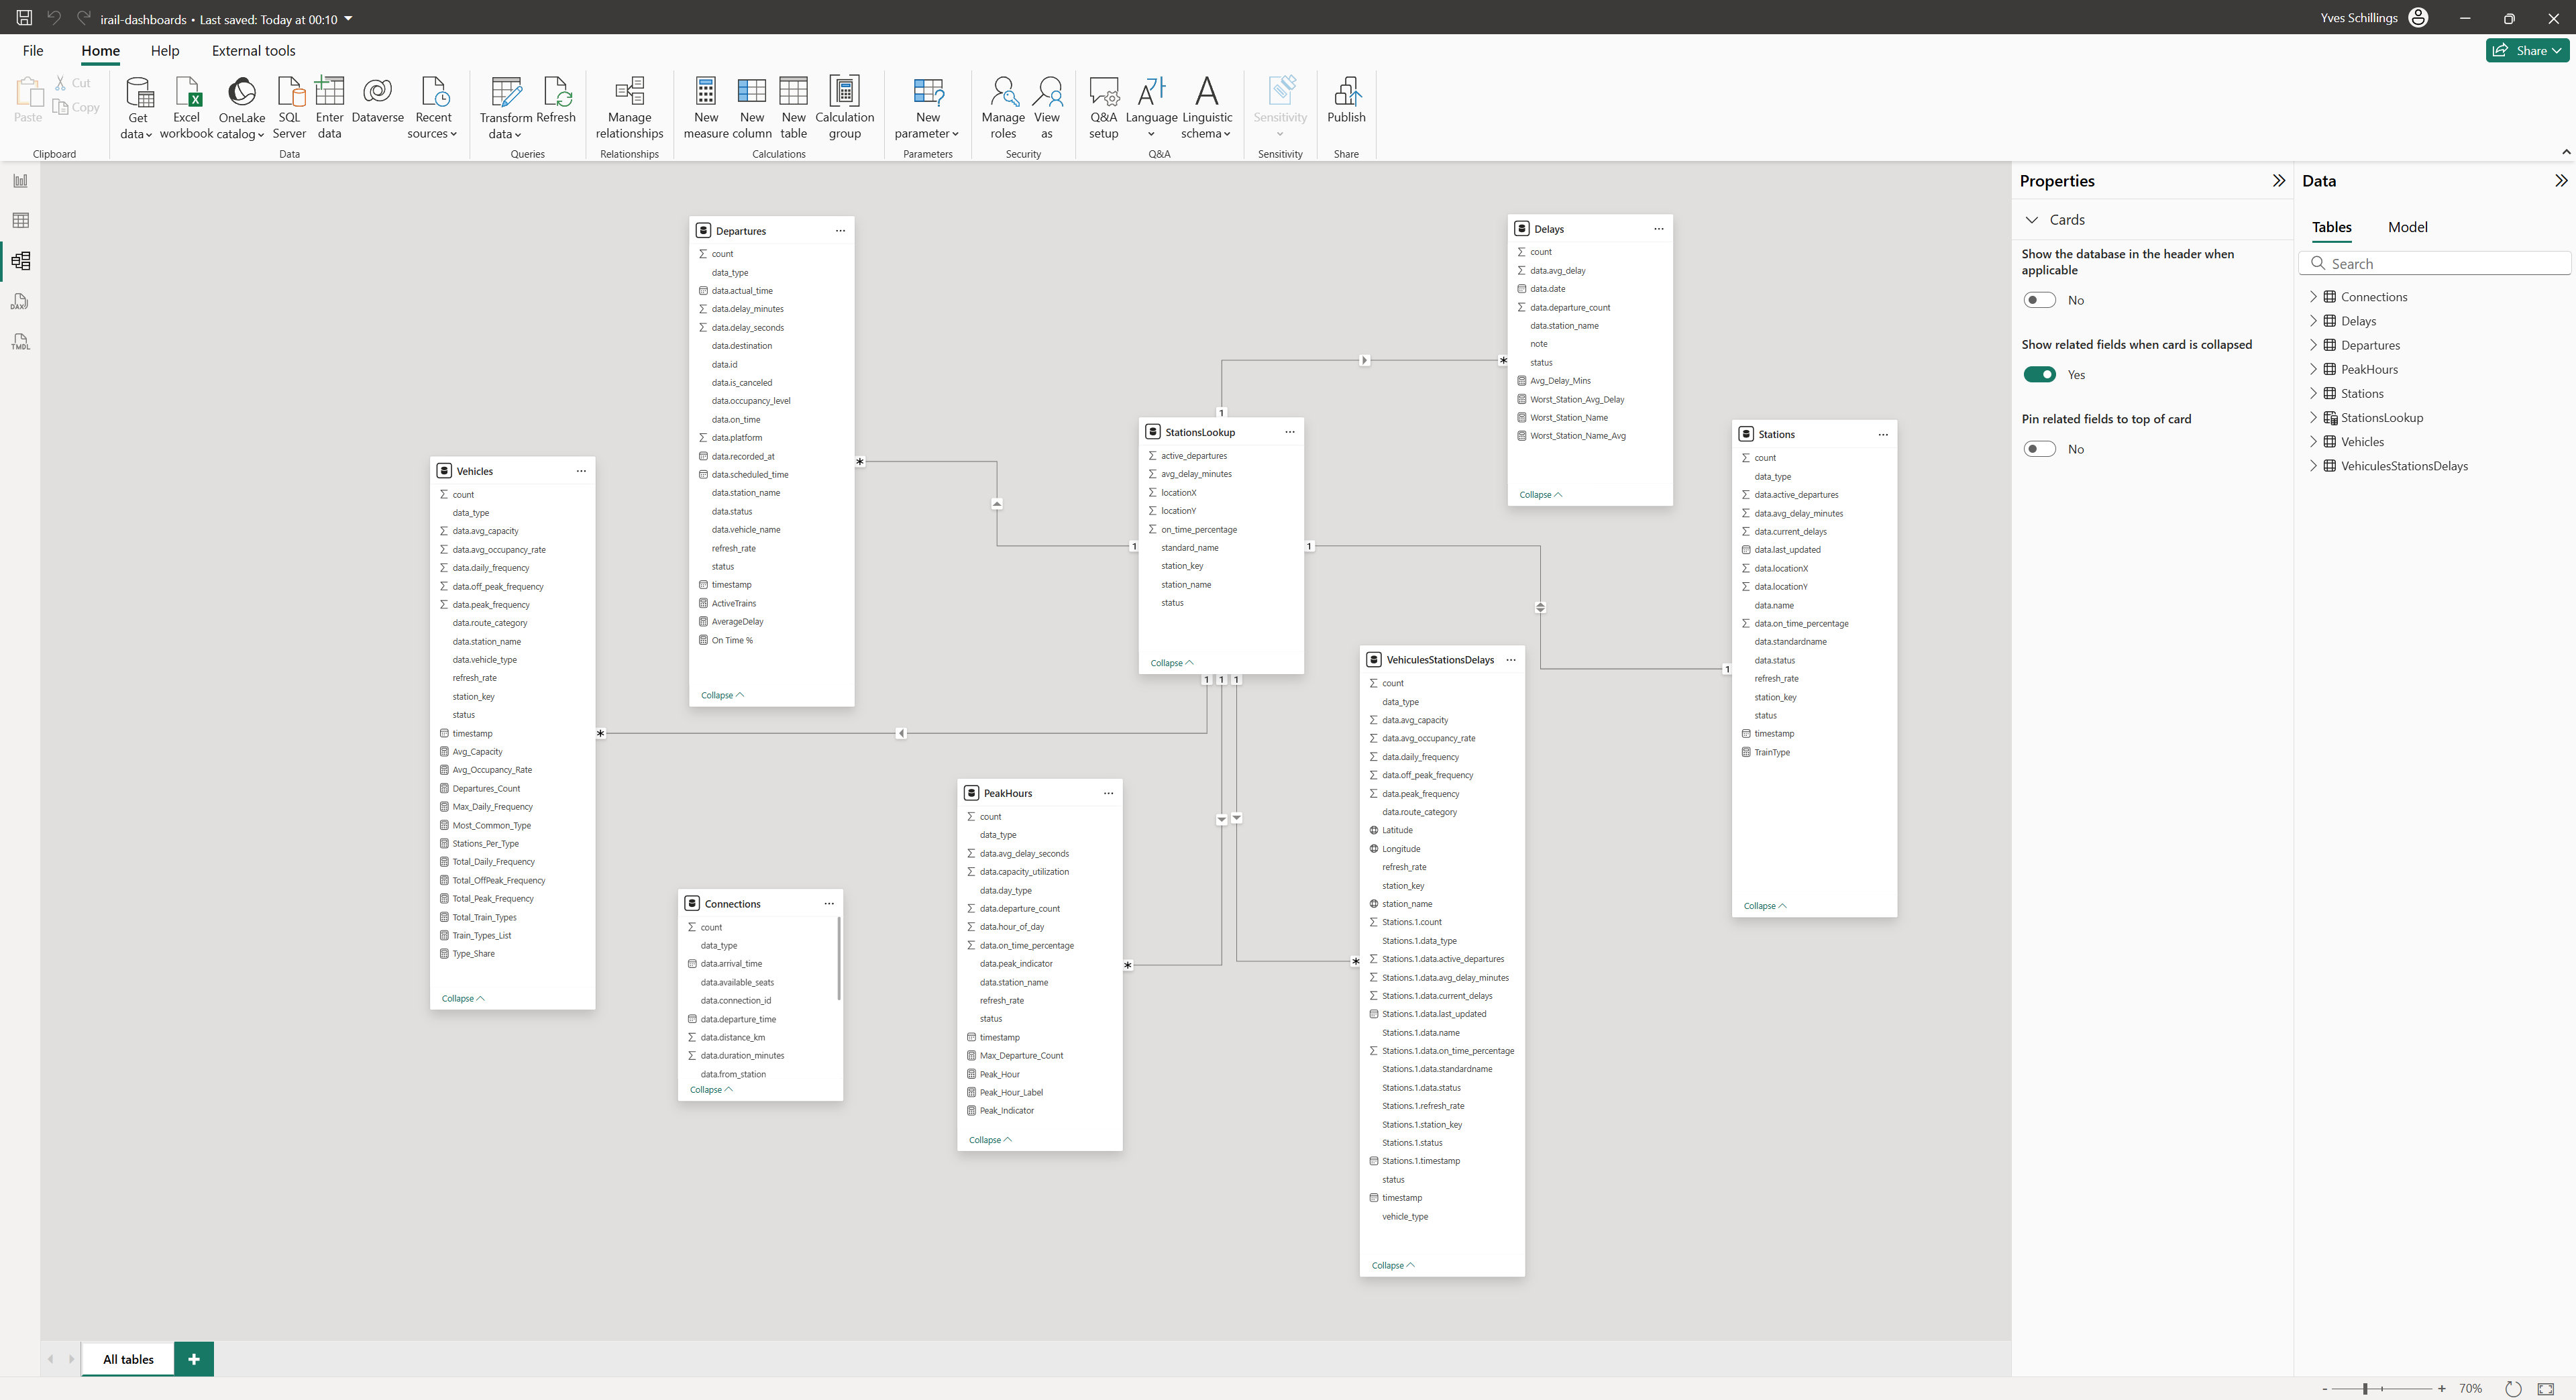 irail-dashboards • Last saved: Today at 00:10
Yves Schillings
File
Home
Help
External tools
Share
Paste
Cut
Copy
Clipboard
Get data
Excel workbook
OneLake catalog
SQL Server
Enter data
Dataverse
Recent sources
Data
Transform data
Refresh
Queries
Manage relationships
Relationships
New measure
New column
New table
Calculation group
Calculations
New parameter
Parameters
Manage roles
View as
Security
Q&A setup
Language
Linguistic schema
Q&A
Sensitivity
Sensitivity
Publish
Share
DAX
TMDL
Vehicles
count
data_type
data.avg_capacity
data.avg_occupancy_rate
data.daily_frequency
data.off_peak_frequency
data.peak_frequency
data.route_category
data.station_name
data.vehicle_type
refresh_rate
station_key
status
timestamp
Avg_Capacity
Avg_Occupancy_Rate
Departures_Count
Max_Daily_Frequency
Most_Common_Type
Stations_Per_Type
Total_Daily_Frequency
Total_OffPeak_Frequency
Total_Peak_Frequency
Total_Train_Types
Train_Types_List
Type_Share
Collapse
Departures
count
data_type
data.actual_time
data.delay_minutes
data.delay_seconds
data.destination
data.id
data.is_canceled
data.occupancy_level
data.on_time
data.platform
data.recorded_at
data.scheduled_time
data.station_name
data.status
data.vehicle_name
refresh_rate
status
timestamp
ActiveTrains
AverageDelay
On Time %
Collapse
Connections
count
data_type
data.arrival_time
data.available_seats
data.connection_id
data.departure_time
data.distance_km
data.duration_minutes
data.from_station
Collapse
PeakHours
count
data_type
data.avg_delay_seconds
data.capacity_utilization
data.day_type
data.departure_count
data.hour_of_day
data.on_time_percentage
data.peak_indicator
data.station_name
refresh_rate
status
timestamp
Max_Departure_Count
Peak_Hour
Peak_Hour_Label
Peak_Indicator
Collapse
StationsLookup
active_departures
avg_delay_minutes
locationX
locationY
on_time_percentage
standard_name
station_key
station_name
status
Collapse
* 1 1 * 1 1 * 1 1 1 * *
Delays
count
data.avg_delay
data.date
data.departure_count
data.station_name
note
status
Avg_Delay_Mins
Worst_Station_Avg_Delay
Worst_Station_Name
Worst_Station_Name_Avg
Collapse
VehiculesStationsDelays
count
data_type
data.avg_capacity
data.avg_occupancy_rate
data.daily_frequency
data.off_peak_frequency
data.peak_frequency
data.route_category
Latitude
Longitude
refresh_rate
station_key
station_name
Stations.1.count
Stations.1.data_type
Stations.1.data.active_departures
Stations.1.data.avg_delay_minutes
Stations.1.data.current_delays
Stations.1.data.last_updated
Stations.1.data.name
Stations.1.data.on_time_percentage
Stations.1.data.standardname
Stations.1.data.status
Stations.1.refresh_rate
Stations.1.station_key
Stations.1.status
Stations.1.timestamp
status
timestamp
vehicle_type
Collapse
Stations
count
data_type
data.active_departures
data.avg_delay_minutes
data.current_delays
data.last_updated
data.locationX
data.locationY
data.name
data.on_time_percentage
data.standardname
data.status
refresh_rate
station_key
status
timestamp
TrainType
Collapse
Properties
Cards
Show the database in the header when
applicable
No
Show related fields when card is collapsed
Yes
Pin related fields to top of card
No
Data
Tables
Model
Search
Connections
Delays
Departures
PeakHours
Stations
StationsLookup
Vehicles
VehiculesStationsDelays
All tables
+
- + 70%